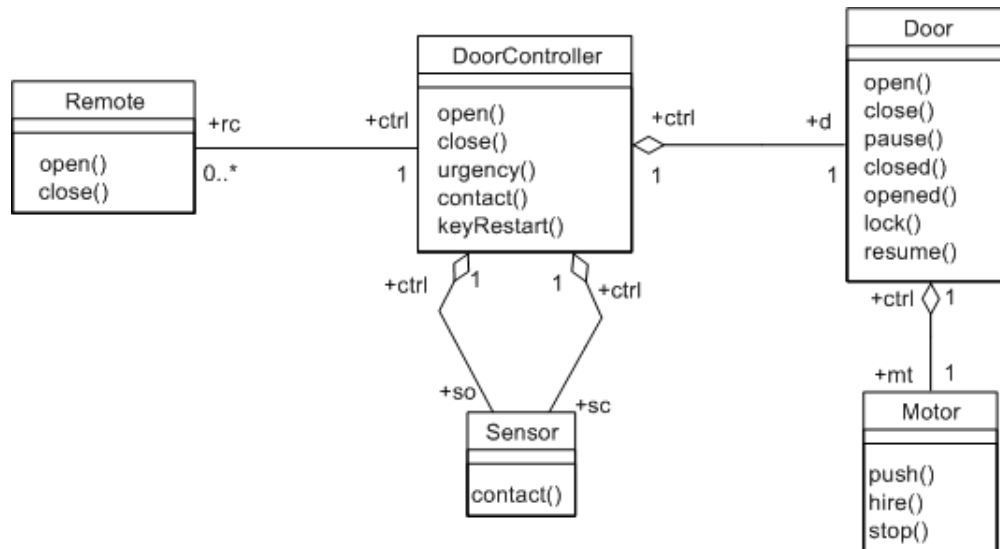 Remote
open()
close()
+rc
0..*
+ctrl
1
DoorController
open()
close()
urgency()
contact()
keyRestart()
+ctrl
1
+d
1
Door
open()
close()
pause()
closed()
opened()
lock()
resume()
+ctrl
1
1
+ctrl
+so
+sc
Sensor
contact()
+ctrl
1
+mt
1
Motor
push()
hire()
stop()